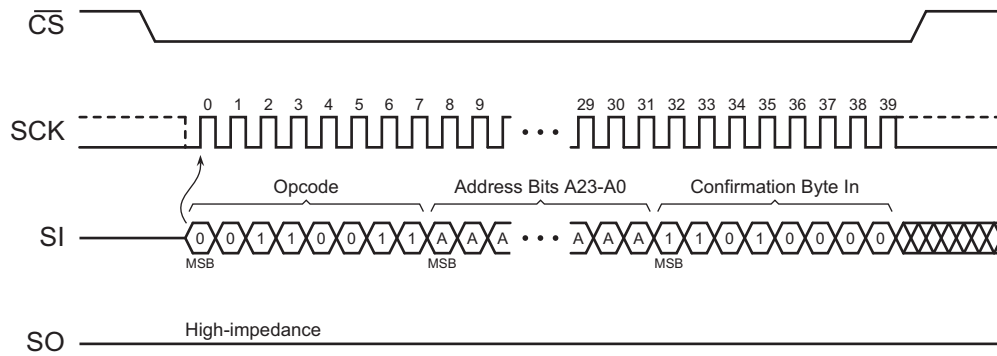 CS
0 1 2 3 4 5 6 7 8 9 29 30 31 32 33 34 35 36 37 38 39
SCK
Opcode Address Bits A23-A0 Confirmation Byte In
SI 0 0 1 1 0 0 1 1 A A A A A A 1 1 0 1 0 0 0 0
MSB MSB MSB
High-impedance
SO